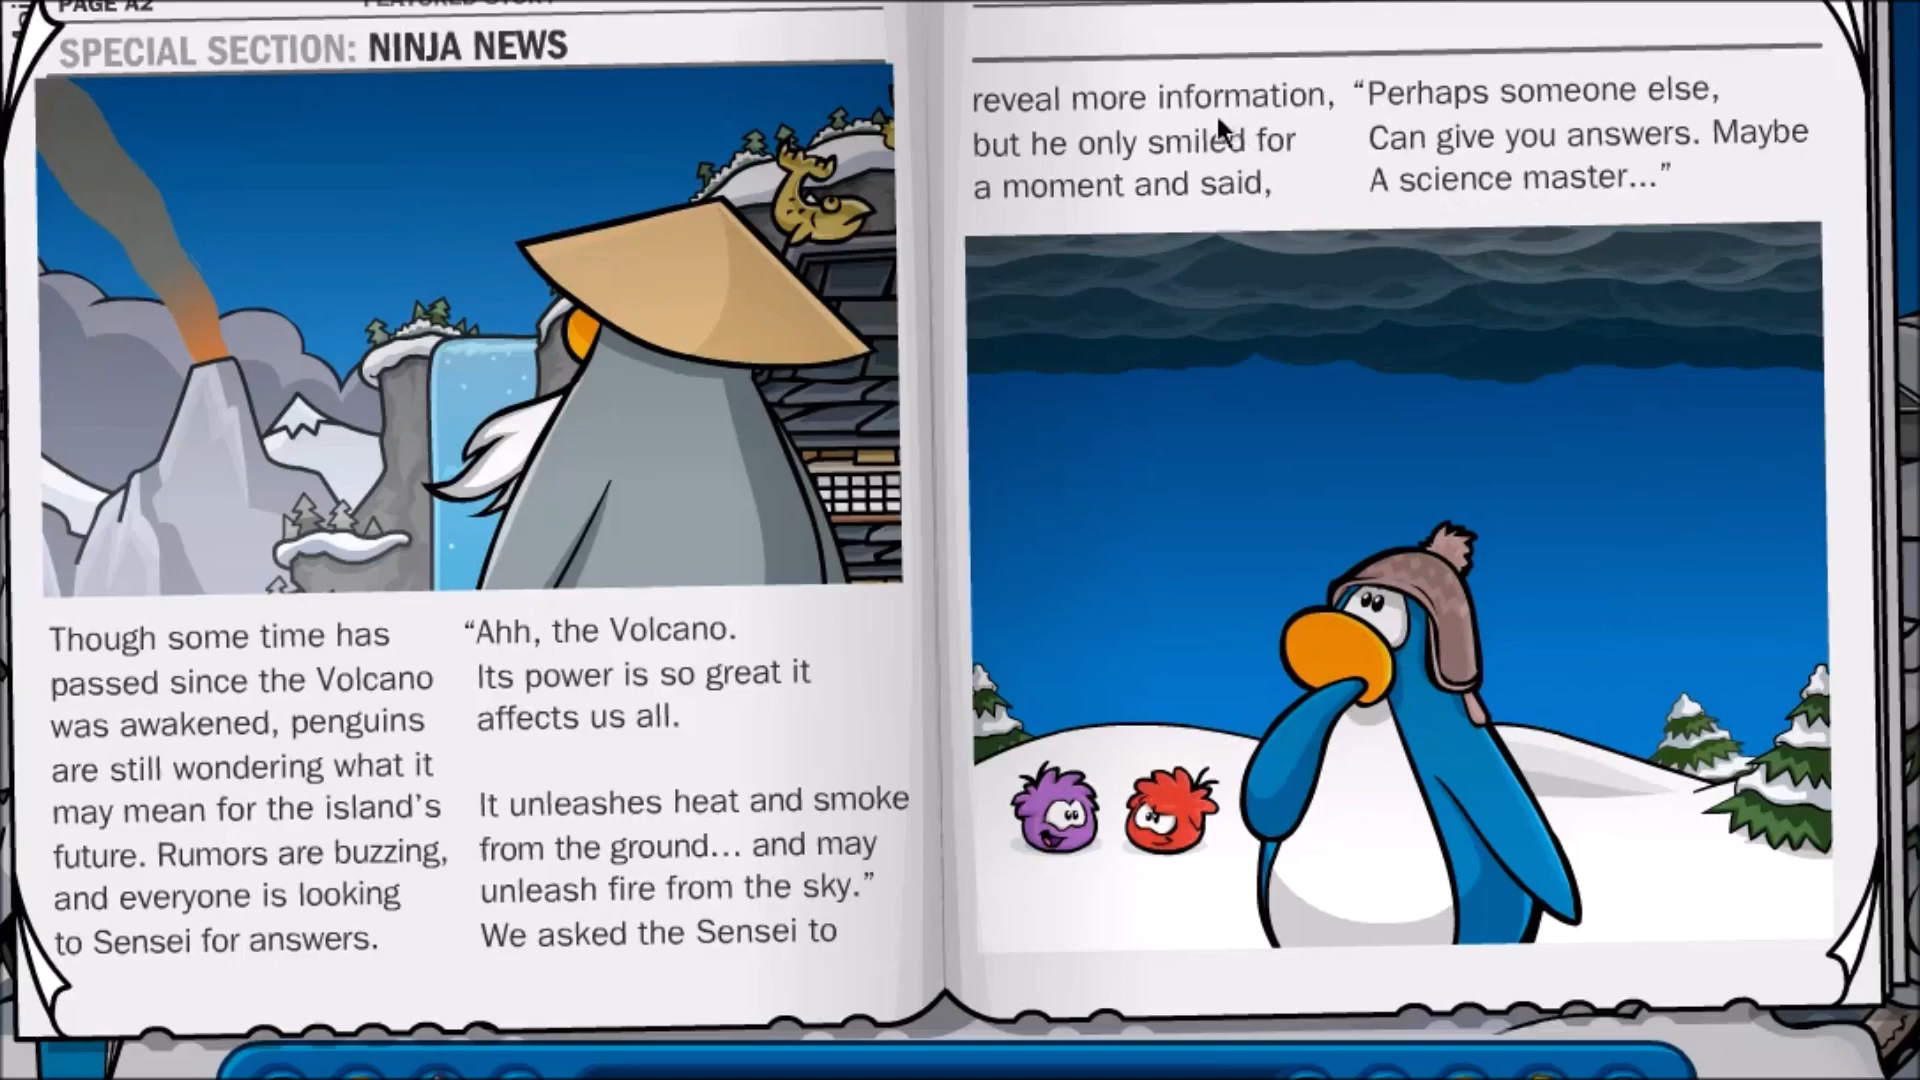 PAGE A2
FEATURED STORY
SPECIAL SECTION: NINJA NEWS
Though some time has
passed since the Volcano
was awakened, penguins
are still wondering what it
may mean for the island’s
future. Rumors are buzzing,
and everyone is looking
to Sensei for answers.
“Ahh, the Volcano.
Its power is so great it
affects us all.
It unleashes heat and smoke
from the ground... and may
unleash fire from the sky.”
We asked the Sensei to
reveal more information,
but he only smiled for
a moment and said,
“Perhaps someone else,
Can give you answers. Maybe
A science master...”